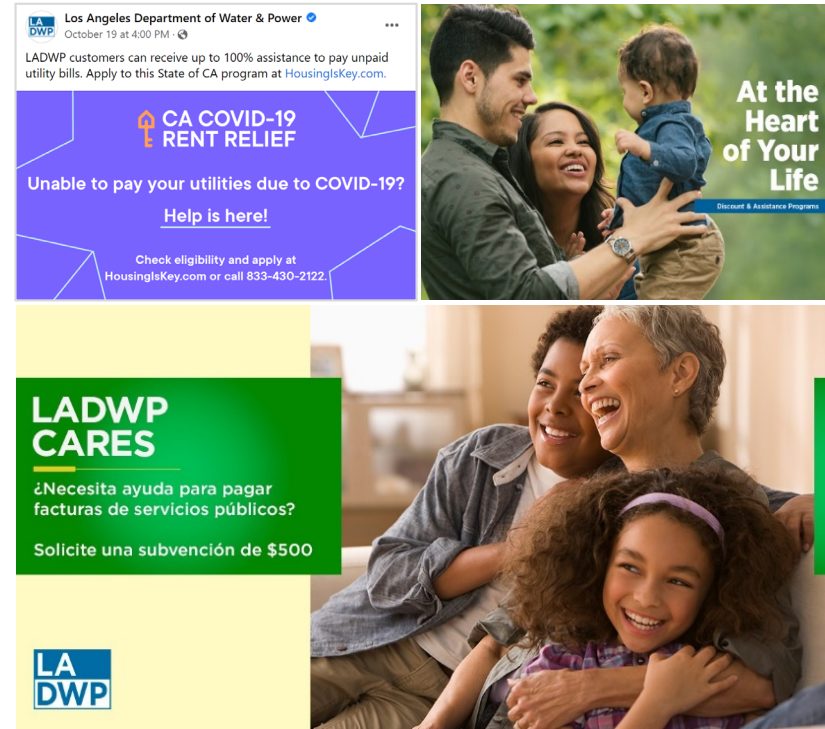 LA
DWP
Los Angeles Department of Water & Power
October 19 at 4:00 PM ·
LADWP customers can receive up to 100% assistance to pay unpaid
utility bills. Apply to this State of CA program at HousingIsKey.com.
CA COVID-19
RENT RELIEF
Unable to pay your utilities due to COVID-19?
Help is here!
Check eligibility and apply at
HousingIsKey.com or call 833-430-2122.
At the
Heart
of Your
Life
Discount & Assistance Programs
LADWP
CARES
¿Necesita ayuda para pagar
facturas de servicios públicos?
Solicite una subvención de $500
LA
DWP